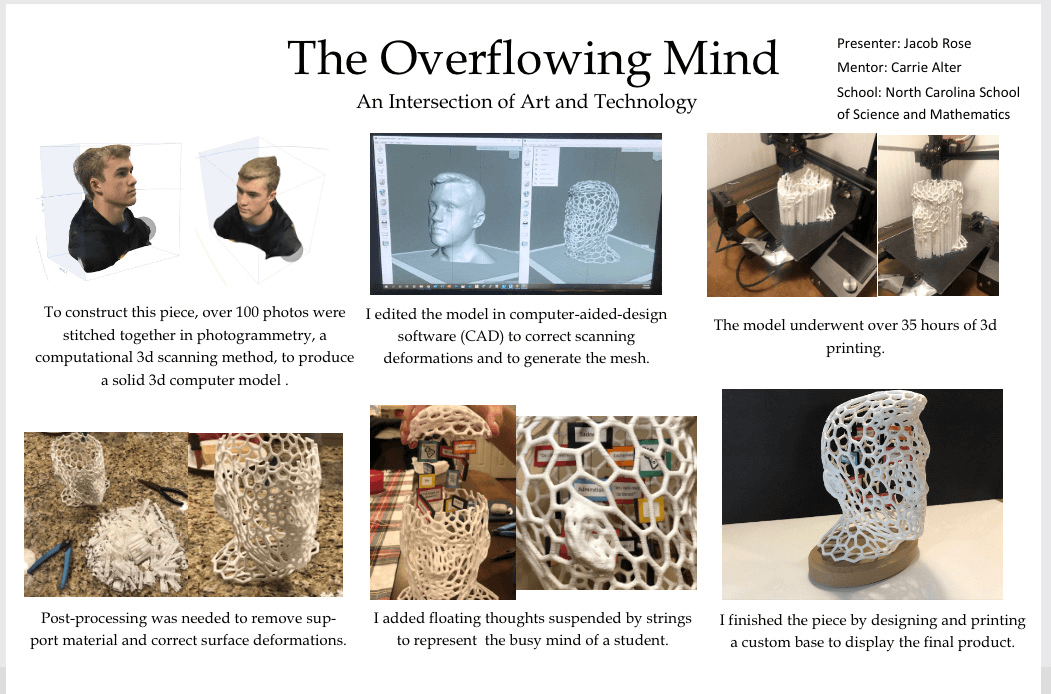 The Overflowing Mind
An Intersection of Art and Technology
Presenter: Jacob Rose
Mentor: Carrie Alter
School: North Carolina School
of Science and Mathematics
To construct this piece, over 100 photos were
stitched together in photogrammetry, a
computational 3d scanning method, to produce
a solid 3d computer model .
I edited the model in computer-aided-design
software (CAD) to correct scanning
deformations and to generate the mesh.
The model underwent over 35 hours of 3d
printing.
Post-processing was needed to remove sup-
port material and correct surface deformations.
I added floating thoughts suspended by strings
to represent  the busy mind of a student.
I finished the piece by designing and printing
a custom base to display the final product.